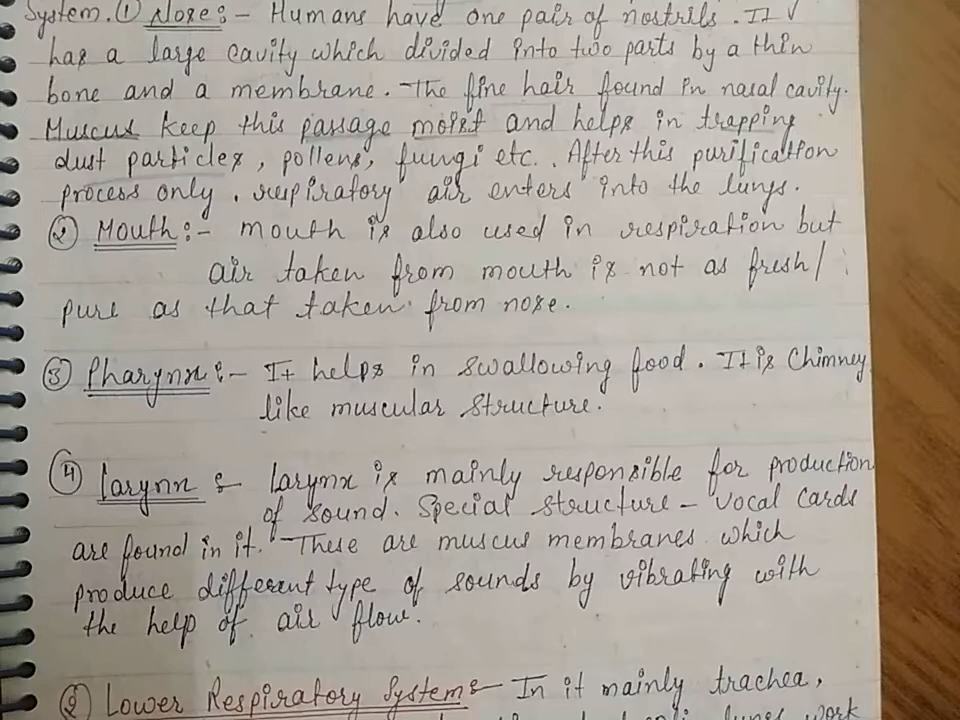 System. ① Nose :- Humans have one pair of nostrils. It
has a large cavity which divided into two parts by a thin
bone and a membrane. The fine hair found in nasal cavity.
Muscus keep this passage moist and helps in trapping
dust particles, pollens, fungi etc. After this purification
process only. respiratory air enters into the lungs.
② Mouth :- mouth is also used in respiration but
air taken from mouth is not as fresh/
pure as that taken from nose.
③ Pharynx :- It helps in swallowing food. It is Chimney
like muscular structure.
④ Larynx :- Larynx is mainly responsible for production
of sound. Special structure - vocal cards
are found in it. These are muscus membranes which
produce different type of sounds by vibrating with
the help of air flow.
② Lower Respiratory System :- In it mainly trachea,
lungs work